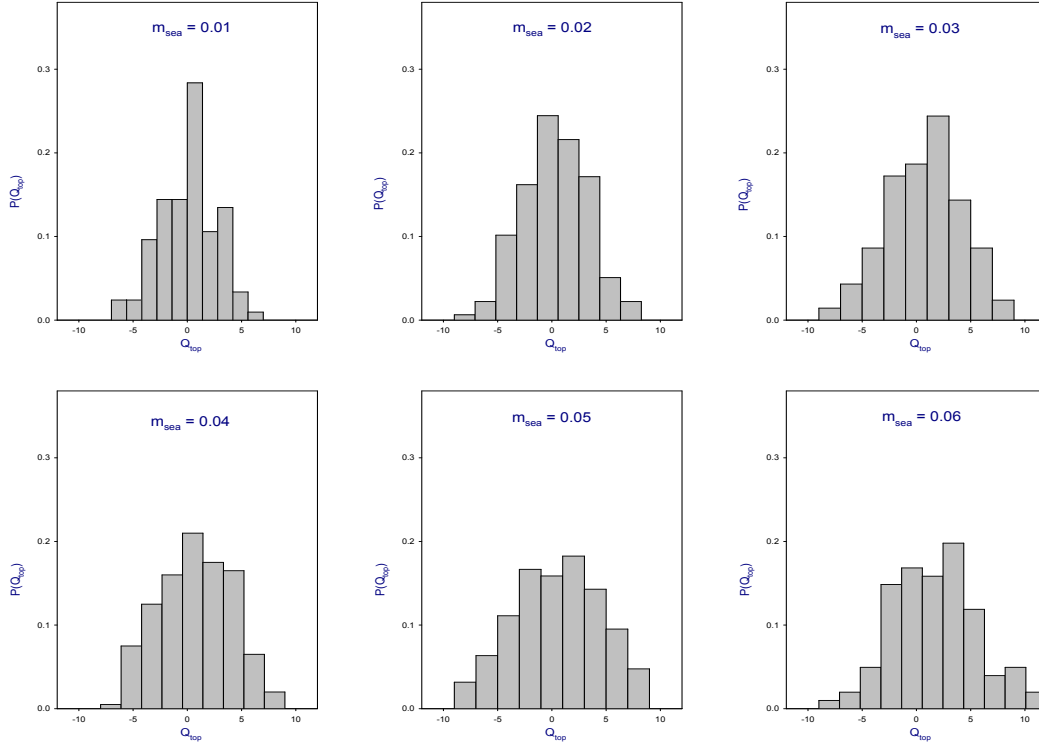 m_sea = 0.01
0.3
0.2
0.1
0.0
P(Q_top)
-10 -5 0 5 10
Q_top
m_sea = 0.02
0.3
0.2
0.1
0.0
P(Q_top)
-10 -5 0 5 10
Q_top
m_sea = 0.03
0.3
0.2
0.1
0.0
P(Q_top)
-10 -5 0 5 10
Q_top
m_sea = 0.04
0.3
0.2
0.1
0.0
P(Q_top)
-10 -5 0 5 10
Q_top
m_sea = 0.05
0.3
0.2
0.1
0.0
P(Q_top)
-10 -5 0 5 10
Q_top
m_sea = 0.06
0.3
0.2
0.1
0.0
P(Q_top)
-10 -5 0 5 10
Q_top